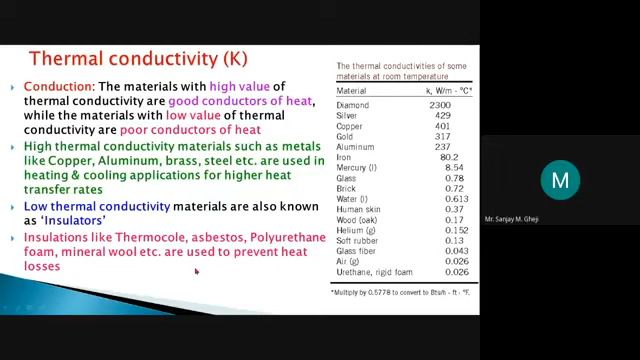 Thermal conductivity (K)
Conduction: The materials with high value of
thermal conductivity are good conductors of heat,
while the materials with low value of thermal
conductivity are poor conductors of heat
High thermal conductivity materials such as metals
like Copper, Aluminum, brass, steel etc. are used in
heating & cooling applications for higher heat
transfer rates
Low thermal conductivity materials are also known
as ‘Insulators’
Insulations like Thermocole, asbestos, Polyurethane
foam, mineral wool etc. are used to prevent heat
losses
The thermal conductivities of some
materials at room temperature
Material k, W/m · °C*
Diamond 2300
Silver 429
Copper 401
Gold 317
Aluminum 237
Iron 80.2
Mercury (l) 8.54
Glass 0.78
Brick 0.72
Water (l) 0.613
Human skin 0.37
Wood (oak) 0.17
Helium (g) 0.152
Soft rubber 0.13
Glass fiber 0.043
Air (g) 0.026
Urethane, rigid foam 0.026
*Multiply by 0.5778 to convert to Btu/h · ft · °F.
M
Mr. Sanjay M. Gheji